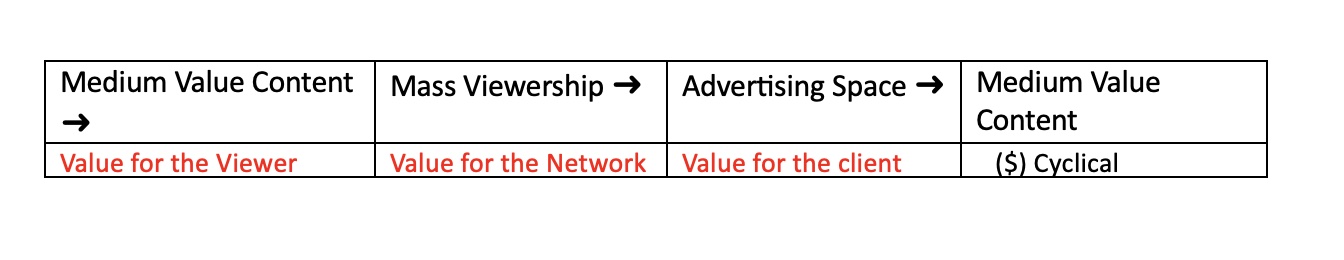 Medium Value Content
➔
Mass Viewership ➔
Advertising Space ➔
Medium Value
Content
Value for the Viewer
Value for the Network
Value for the client
($) Cyclical